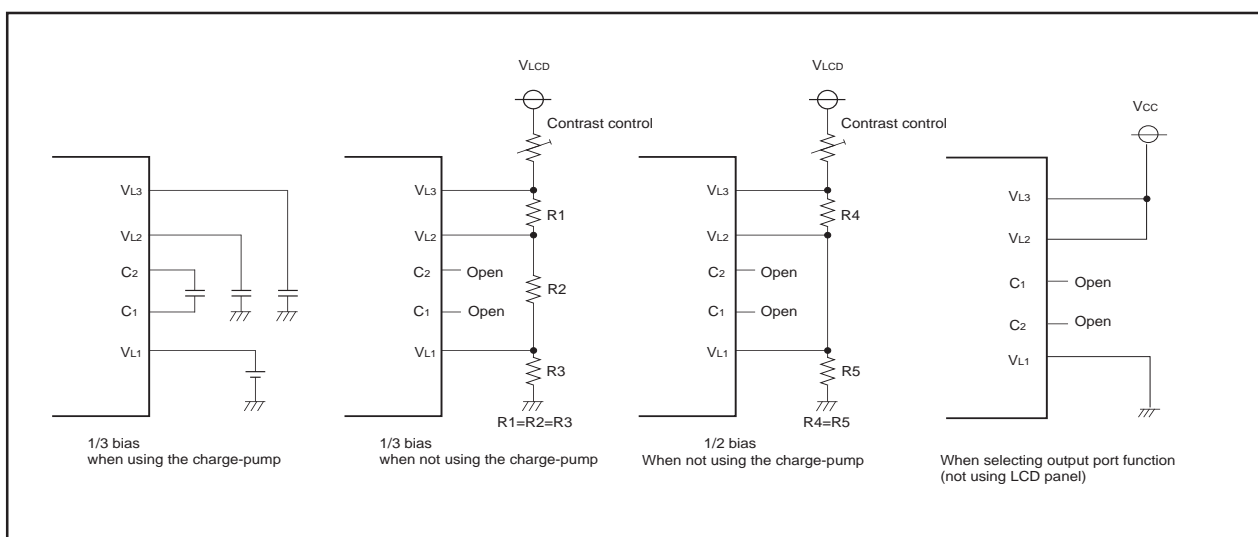 VL3
VL2
C2
C1
VL1
1/3 bias
when using the charge-pump
VLCD
Contrast control
VL3
R1
VL2
C2
Open
R2
C1
Open
VL1
R3
R1=R2=R3
1/3 bias
when not using the charge-pump
VLCD
Contrast control
VL3
R4
VL2
C2
Open
C1
Open
VL1
R5
R4=R5
1/2 bias
When not using the charge-pump
VCC
VL3
VL2
C1
Open
C2
Open
VL1
When selecting output port function
(not using LCD panel)